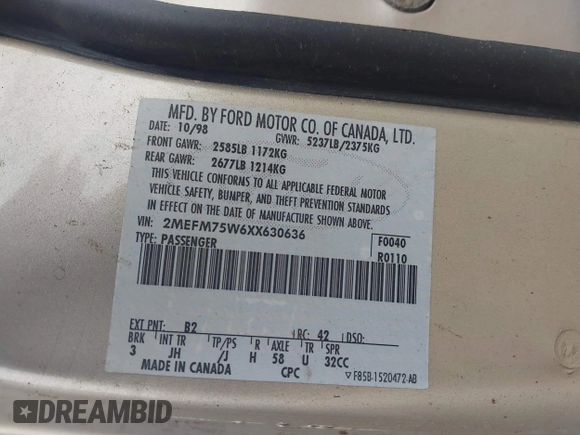 MFD. BY FORD MOTOR CO. OF CANADA, LTD.
DATE: 10/98 GVWR: 5237LB/2375KG
FRONT GAWR: 2585LB 1172KG
REAR GAWR: 2677LB 1214KG
THIS VEHICLE CONFORMS TO ALL APPLICABLE FEDERAL MOTOR
VEHICLE SAFETY, BUMPER, AND THEFT PREVENTION STANDARDS
IN EFFECT ON THE DATE OF MANUFACTURE SHOWN ABOVE.
VIN: 2MEFM75W6XX630636
TYPE: PASSENGER
F0040
R0110
EXT PNT: B2 RC: 42 DSO:
BRK INT TR TP/PS R AXLE TR SPR
3 JH /J H 58 U 32CC
MADE IN CANADA CPC ▽ F85B-1520472-AB
DREAMBID